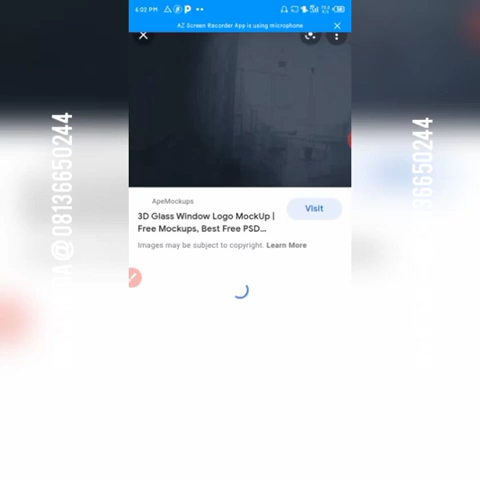 6:02 PM
AZ Screen Recorder App is using microphone
ApeMockups
3D Glass Window Logo MockUp |
Free Mockups, Best Free PSD...
Visit
Images may be subject to copyright. Learn More
@08136650244
36650244